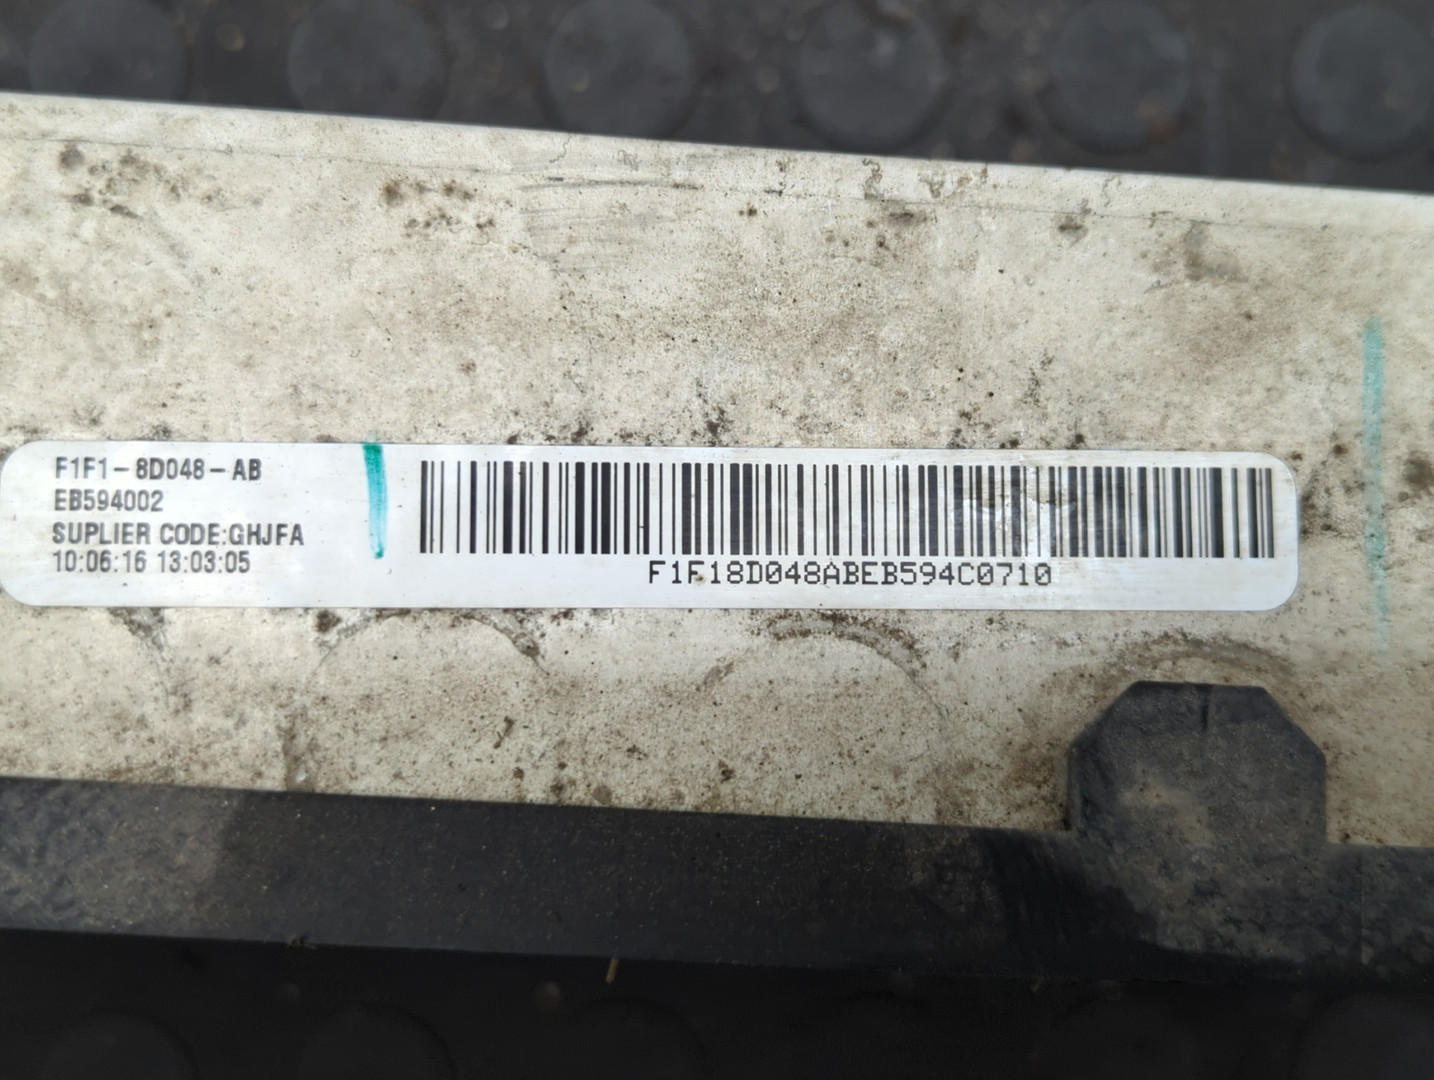 F1F1-8D048-AB
EB594002
SUPLIER CODE:GHJFA
10:06:16 13:03:05
F1F18D048ABEB594C0710